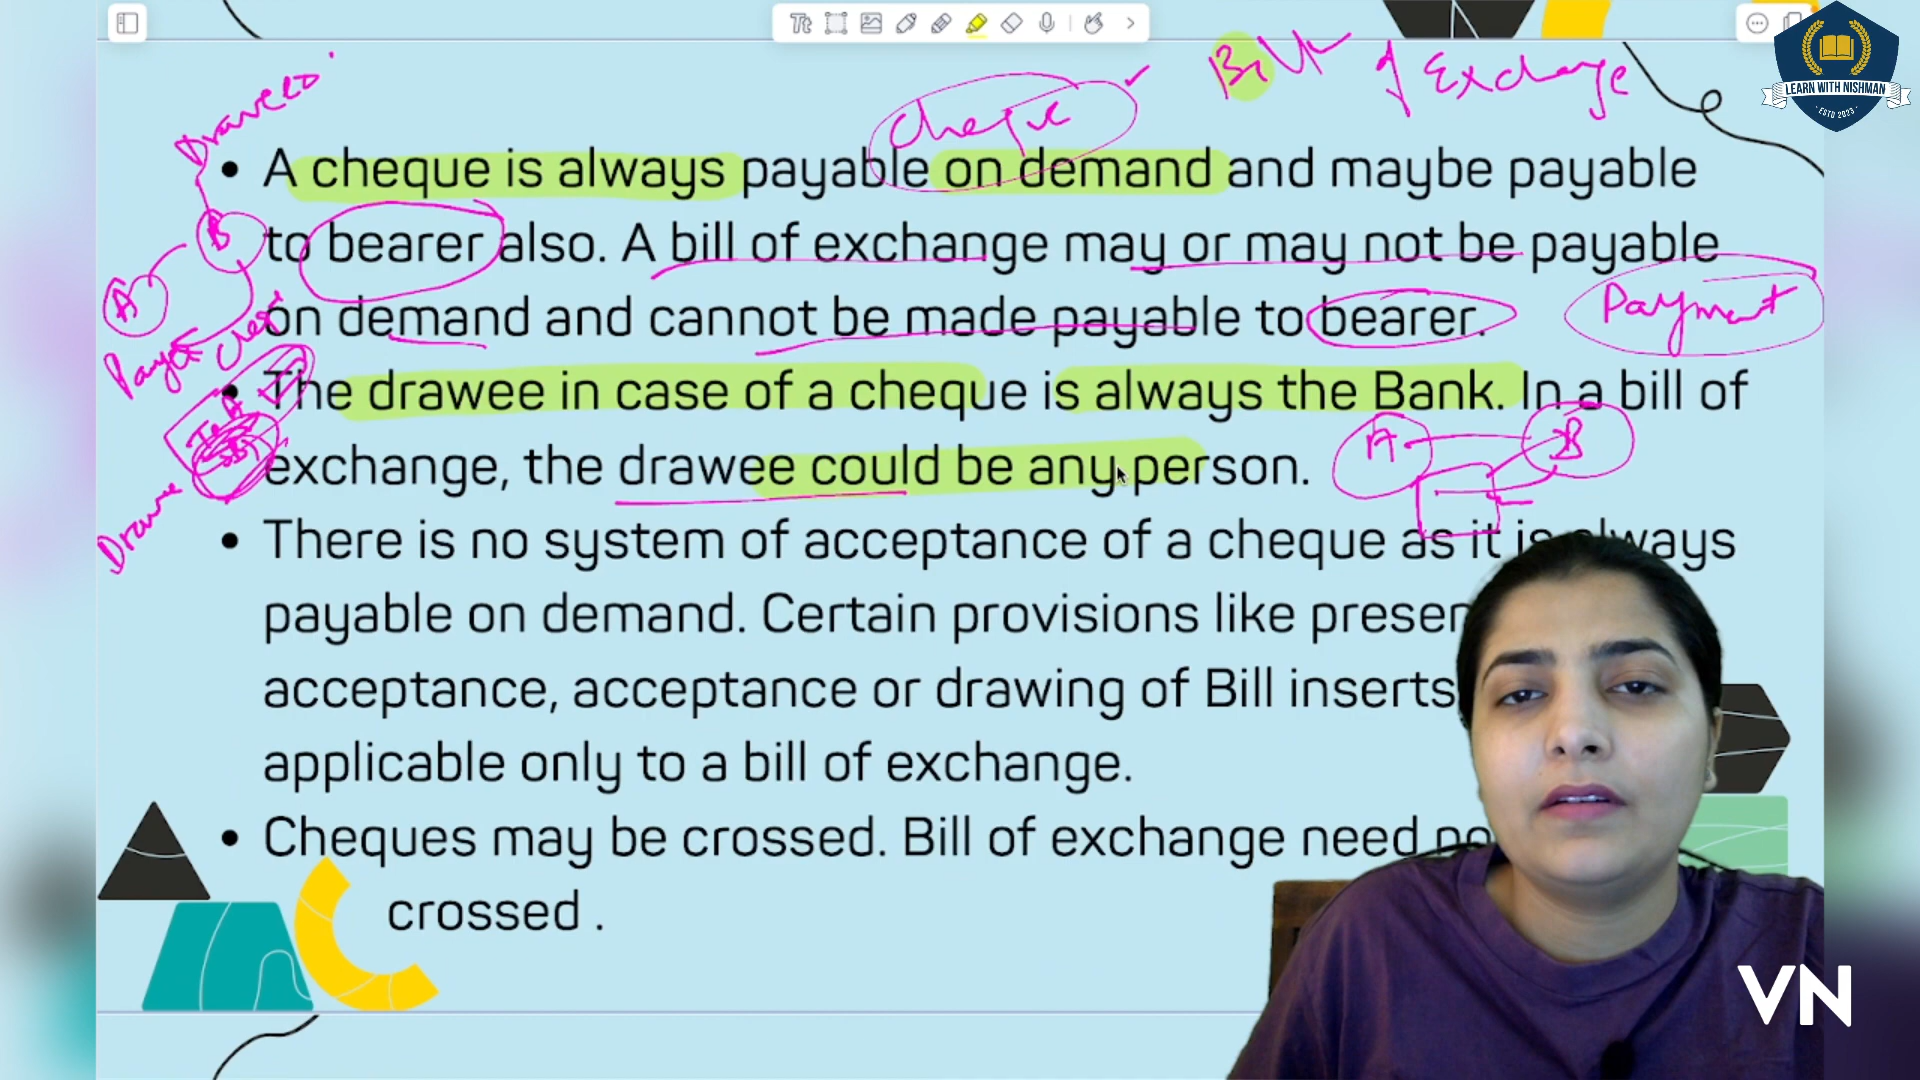 Tt
LEARN WITH NISHMAN
ESTD 2023
Bill of Exchange
Cheque
Drawee
• A cheque is always payable on demand and maybe payable
to bearer also. A bill of exchange may or may not be payable
on demand and cannot be made payable to bearer.
Payment
B
A
Payee
• The drawee in case of a cheque is always the Bank. In a bill of
exchange, the drawee could be any person.
A B
• There is no system of acceptance of a cheque as it is always
payable on demand. Certain provisions like presen
acceptance, acceptance or drawing of Bill inserts
applicable only to a bill of exchange.
• Cheques may be crossed. Bill of exchange need no
crossed .
VN